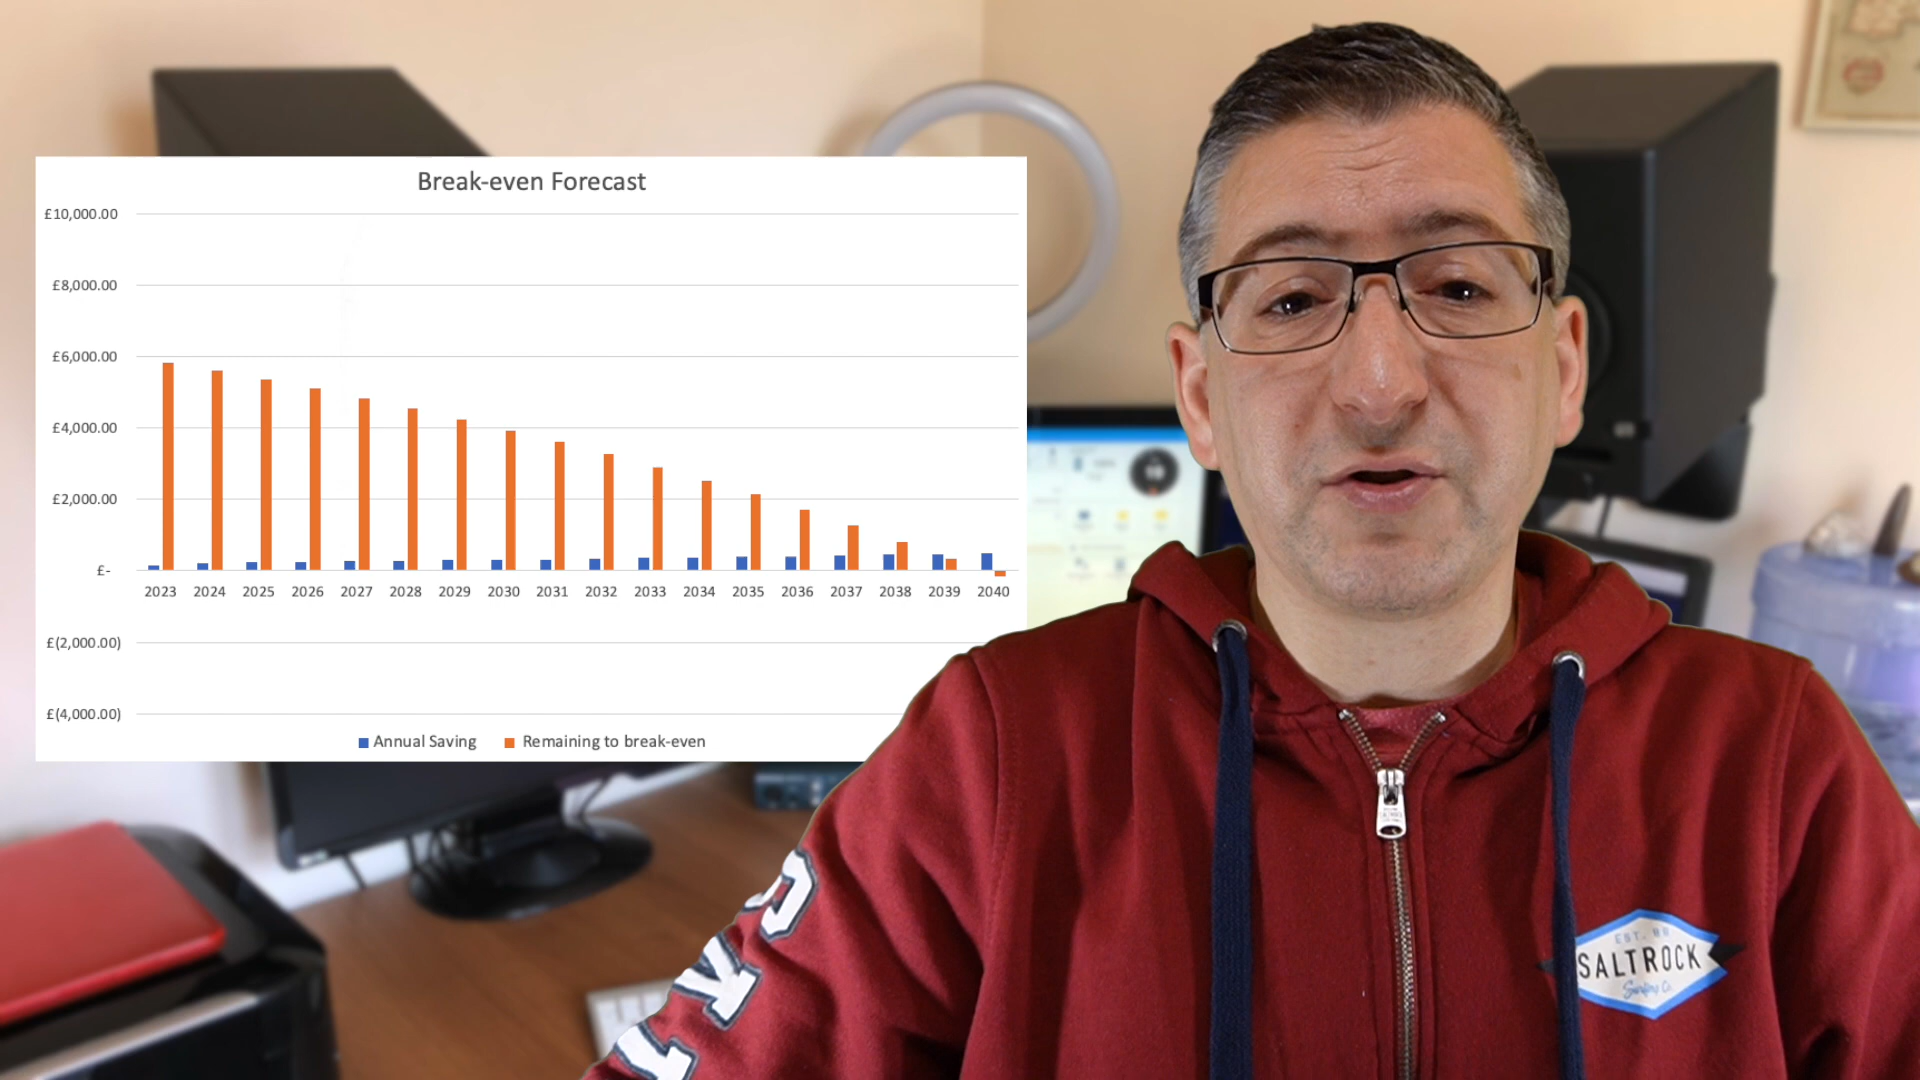 Break-even Forecast
£10,000.00
£8,000.00
£6,000.00
£4,000.00
£2,000.00
£-
2023 2024 2025 2026 2027 2028 2029 2030 2031 2032 2033 2034 2035 2036 2037 2038 2039 2040
£(2,000.00)
£(4,000.00)
Annual Saving Remaining to break-even
SALTROCK
Surfing Co.